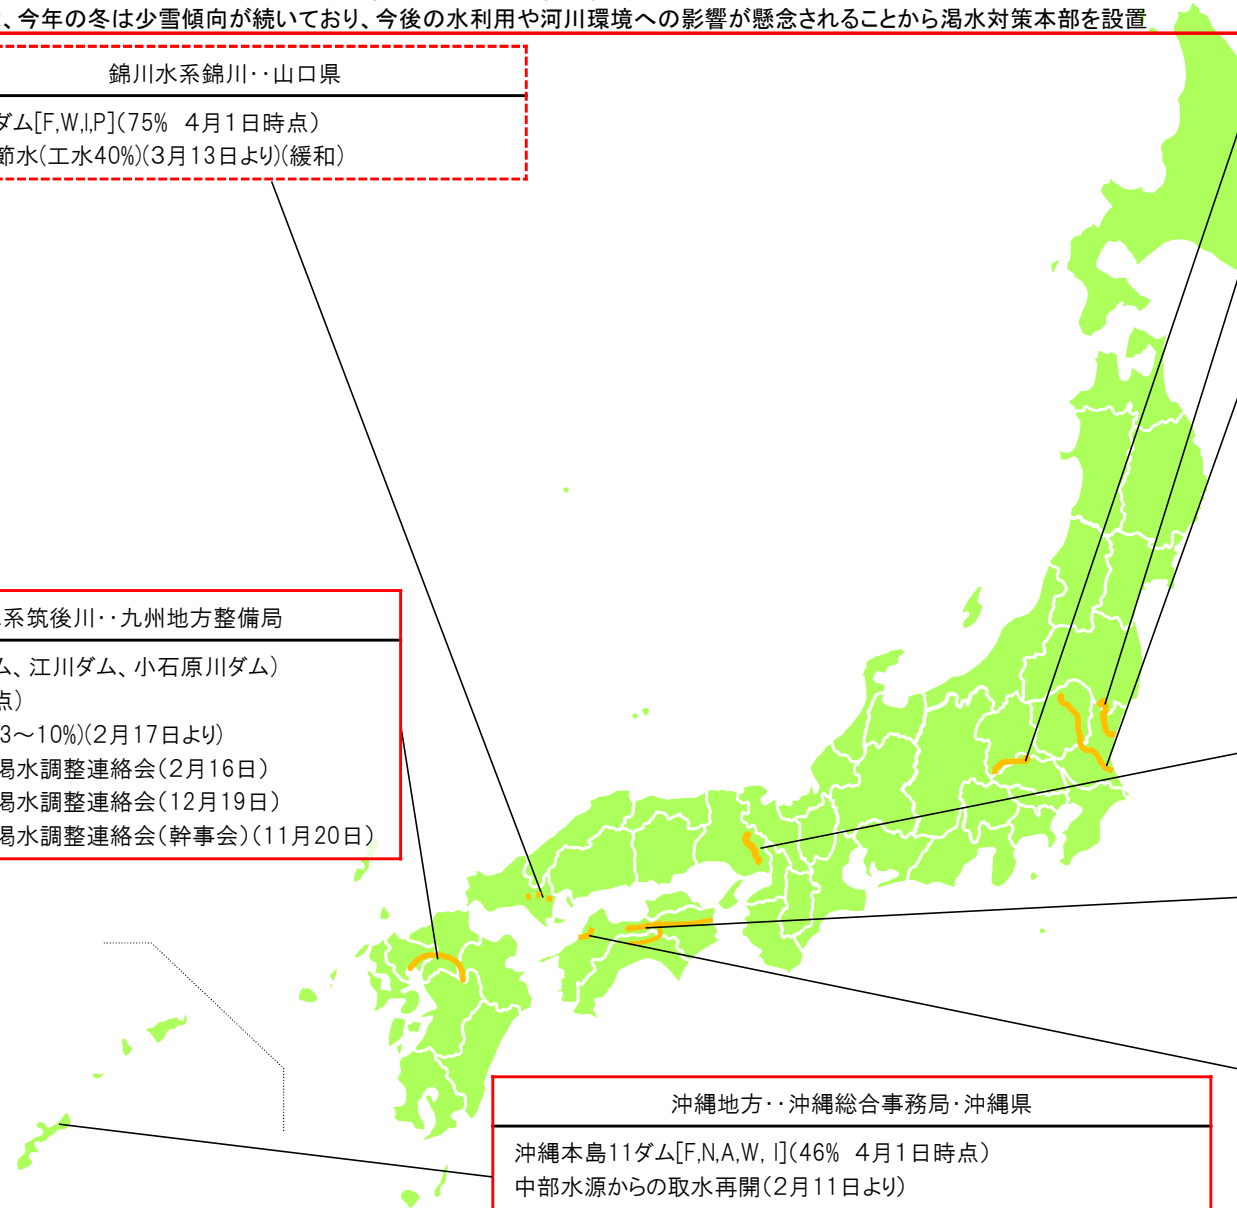 、今年の冬は少雪傾向が続いており、今後の水利用や河川環境への影響が懸念されることから渇水対策本部を設置
錦川水系錦川‥山口県
ダム[F,W,I,P](75% 4月1日時点)
節水(工水40%)(3月13日より)(緩和)
系筑後川‥九州地方整備局
ム、江川ダム、小石原川ダム)
点)
3～10%)(2月17日より)
渇水調整連絡会(2月16日)
渇水調整連絡会(12月19日)
渇水調整連絡会(幹事会)(11月20日)
沖縄地方‥沖縄総合事務局・沖縄県
沖縄本島11ダム[F,N,A,W, I](46% 4月1日時点)
中部水源からの取水再開(2月11日より)